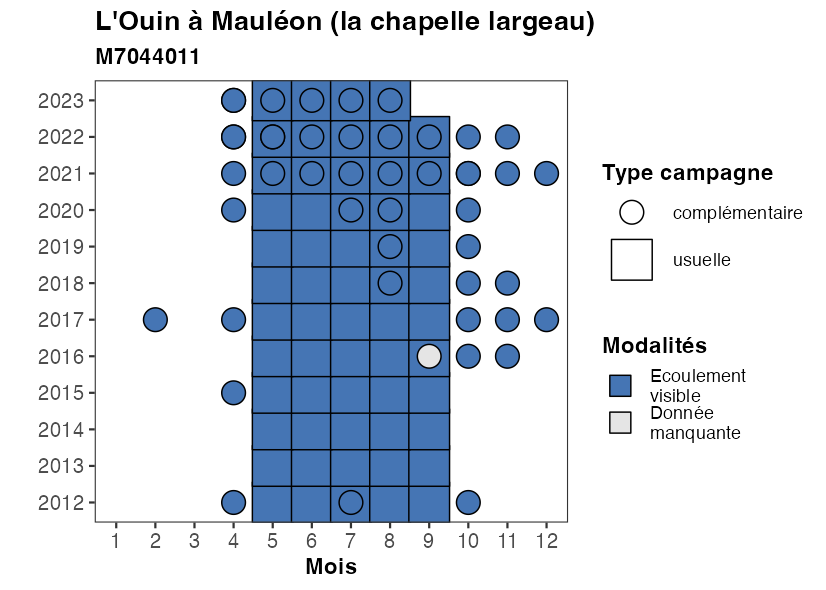 L'Ouin à Mauléon (la chapelle largeau)
M7044011
2023
2022
2021
2020
2019
2018
2017
2016
2015
2014
2013
2012
1 2 3 4 5 6 7 8 9 10 11 12
Mois
Type campagne
complémentaire
usuelle
Modalités
Ecoulement
visible
Donnée
manquante